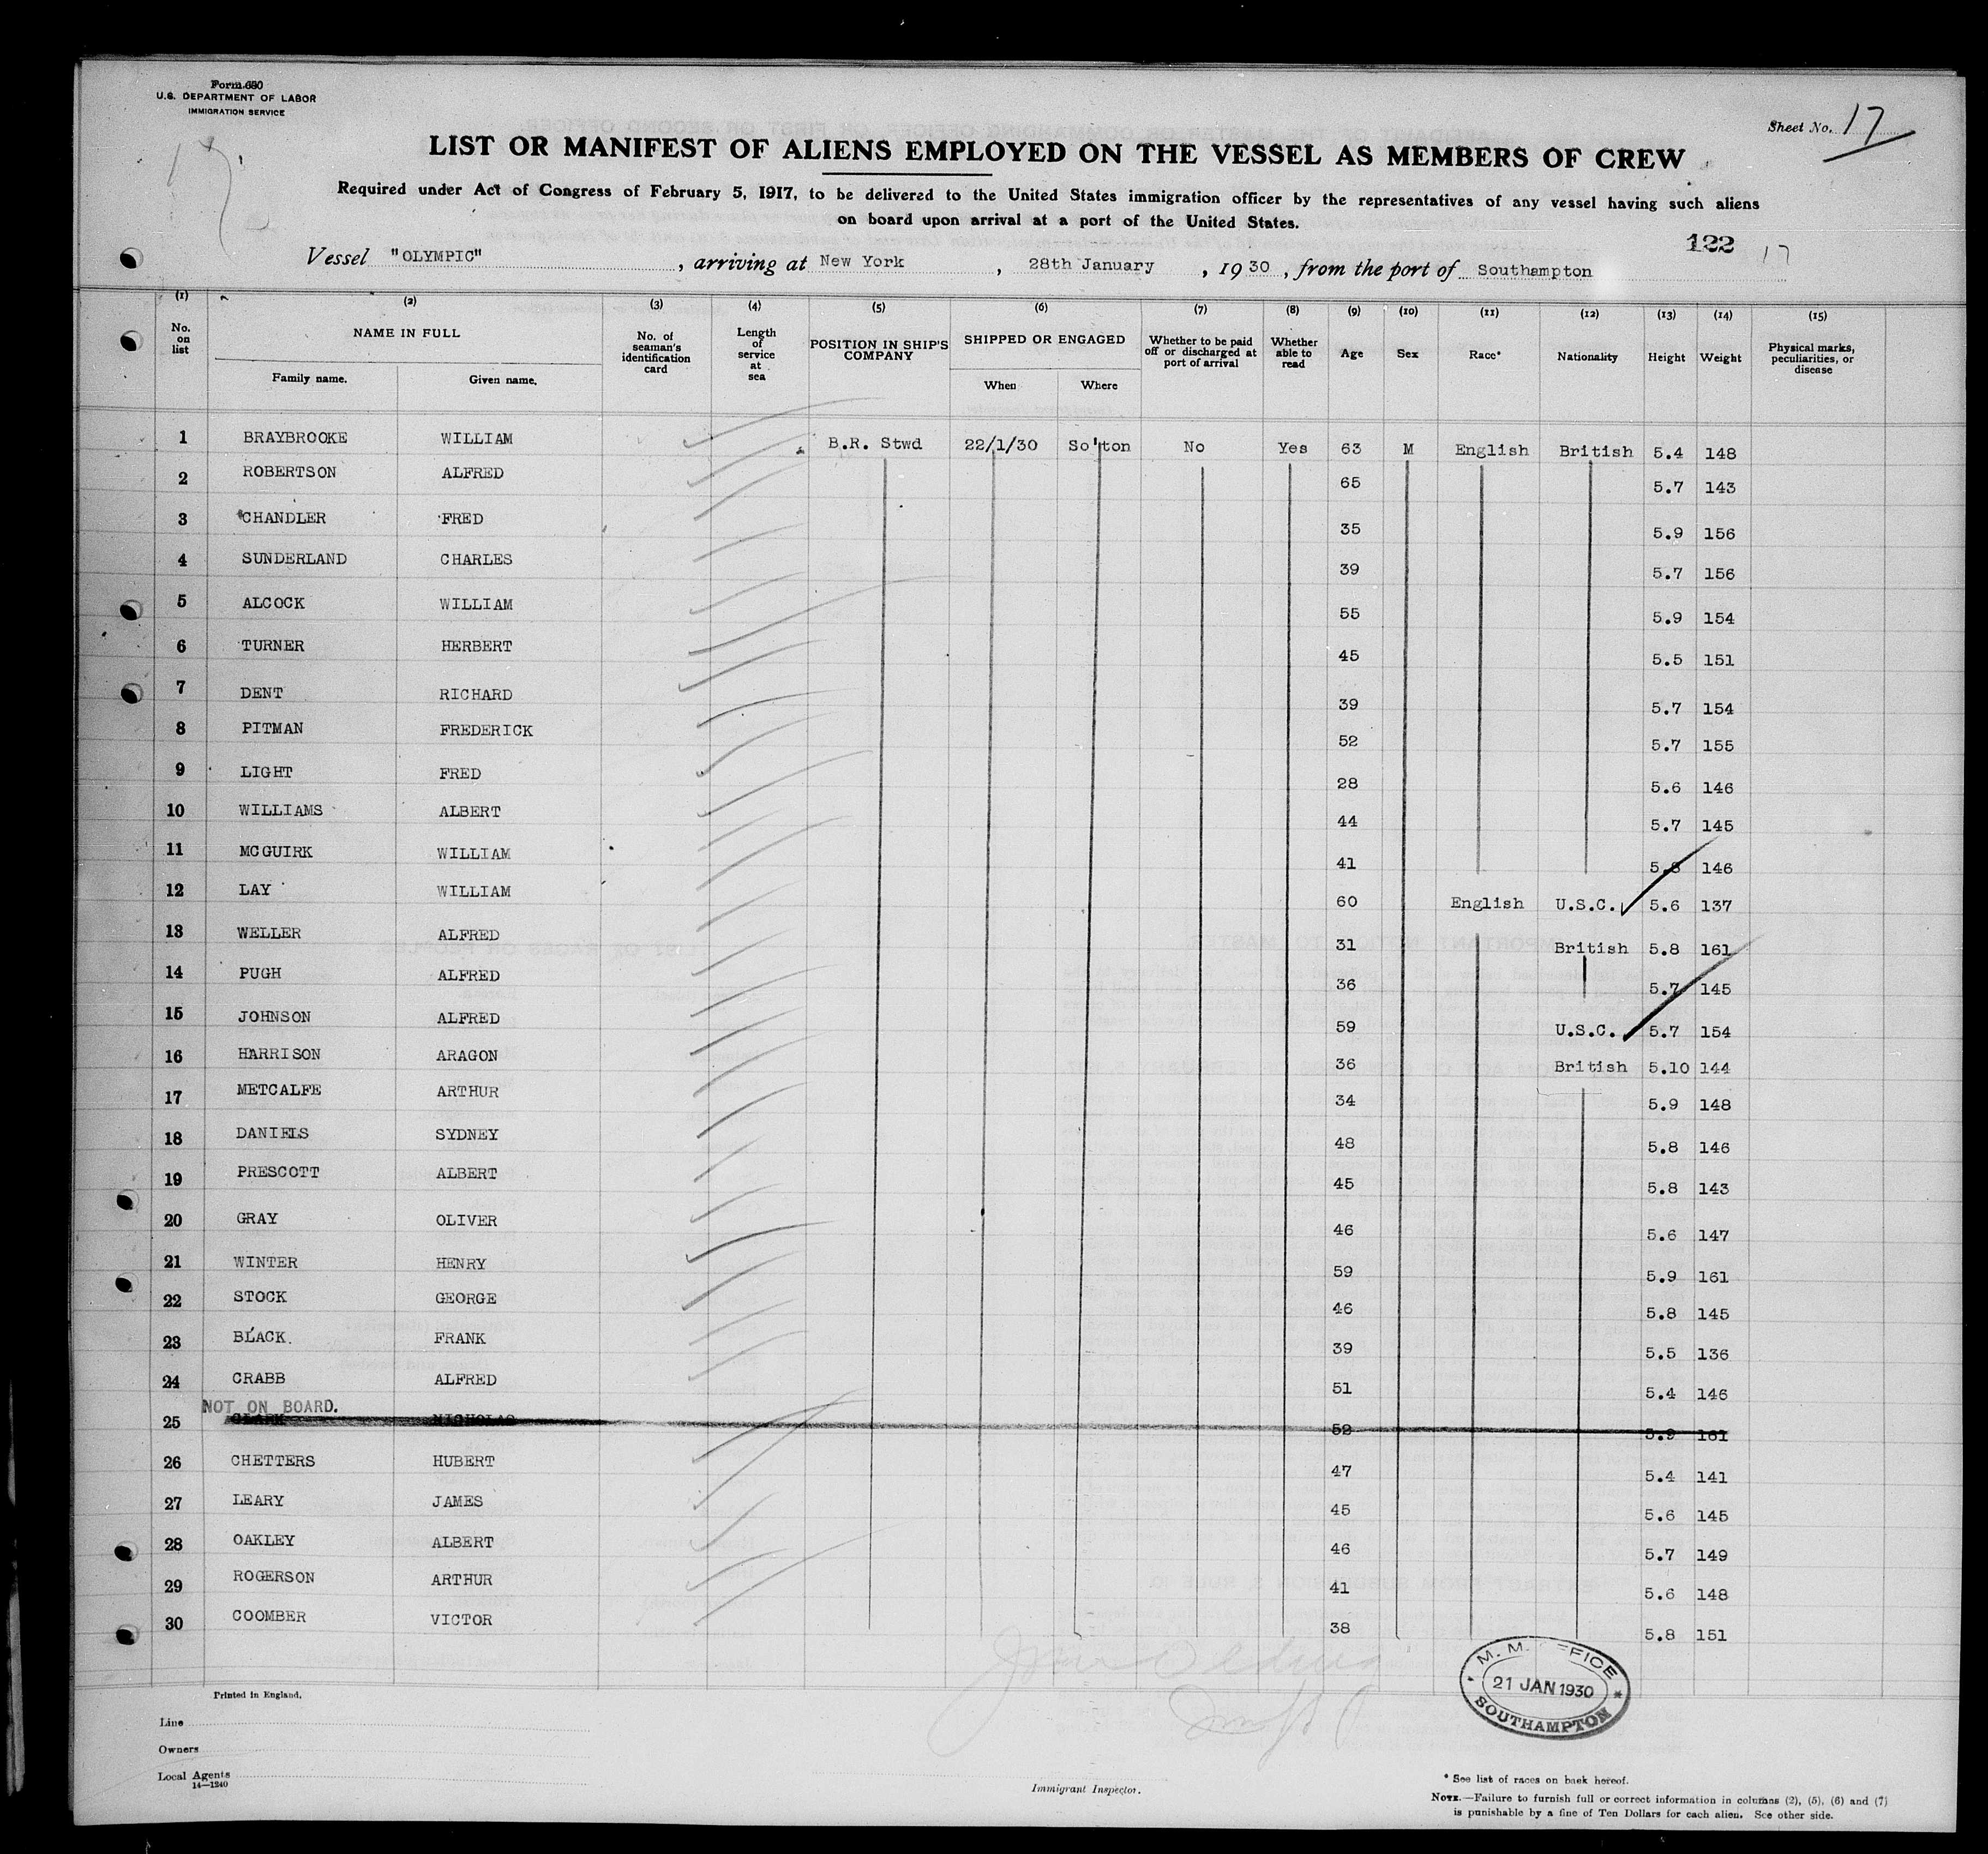 Form 680
U.S. DEPARTMENT OF LABOR
IMMIGRATION SERVICE
Sheet No. 17
LIST OR MANIFEST OF ALIENS EMPLOYED ON THE VESSEL AS MEMBERS OF CREW
Required under Act of Congress of February 5, 1917, to be delivered to the United States immigration officer by the representatives of any vessel having such aliens
on board upon arrival at a port of the United States.
122 17
Vessel "OLYMPIC", arriving at New York, 28th January, 1930, from the port of Southampton
(1) (2) (3) (4) (5) (6) (7) (8) (9) (10) (11) (12) (13) (14) (15)
No. on list NAME IN FULL Family name. Given name. No. of seaman's identification card Length of service at sea POSITION IN SHIP'S COMPANY SHIPPED OR ENGAGED When Where Whether to be paid off or discharged at port of arrival Whether able to read Age Sex Race* Nationality Height Weight Physical marks, peculiarities, or disease
1 BRAYBROOKE WILLIAM B.R. Stwd 22/1/30 So'ton No Yes 63 M English British 5.4 148
2 ROBERTSON ALFRED 65 5.7 143
3 CHANDLER FRED 35 5.9 156
4 SUNDERLAND CHARLES 39 5.7 156
5 ALCOCK WILLIAM 55 5.9 154
6 TURNER HERBERT 45 5.5 151
7 DENT RICHARD 39 5.7 154
8 PITMAN FREDERICK 52 5.7 155
9 LIGHT FRED 28 5.6 146
10 WILLIAMS ALBERT 44 5.7 145
11 MCGUIRK WILLIAM 41 5.8 146
12 LAY WILLIAM 60 English U.S.C. 5.6 137
13 WELLER ALFRED 31 British 5.8 161
14 PUGH ALFRED 36 5.7 145
15 JOHNSON ALFRED 59 U.S.C. 5.7 154
16 HARRISON ARAGON 36 British 5.10 144
17 METCALFE ARTHUR 34 5.9 148
18 DANIELS SYDNEY 48 5.8 146
19 PRESCOTT ALBERT 45 5.8 143
20 GRAY OLIVER 46 5.6 147
21 WINTER HENRY 59 5.9 161
22 STOCK GEORGE 46 5.8 145
23 BLACK. FRANK 39 5.5 136
24 CRABB ALFRED 51 5.4 146
NOT ON BOARD.
25 CLARK NICHOLAS 52 5.9 161
26 CHETTERS HUBERT 47 5.4 141
27 LEARY JAMES 45 5.6 145
28 OAKLEY ALBERT 46 5.7 149
29 ROGERSON ARTHUR 41 5.6 148
30 COOMBER VICTOR 38 5.8 151
M. M. OFFICE
21 JAN 1930
SOUTHAMPTON
Printed in England.
Line
Owners
Local Agents
14—1240
Immigrant Inspector.
* See list of races on back hereof.
NOTE.—Failure to furnish full or correct information in columns (2), (5), (6) and (7)
is punishable by a fine of Ten Dollars for each alien. See other side.